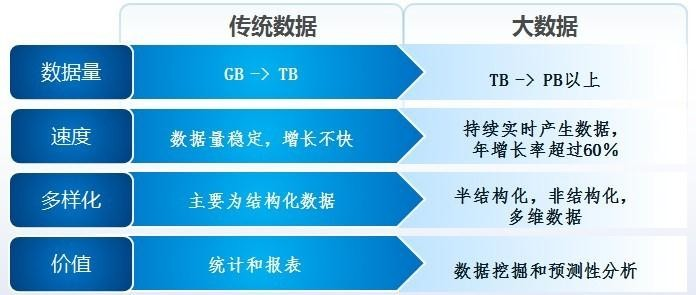 传统数据
大数据
数据量
GB -> TB
TB -> PB以上
速度
数据量稳定，增长不快
持续实时产生数据，
年增长率超过60%
多样化
主要为结构化数据
半结构化，非结构化，
多维数据
价值
统计和报表
数据挖掘和预测性分析